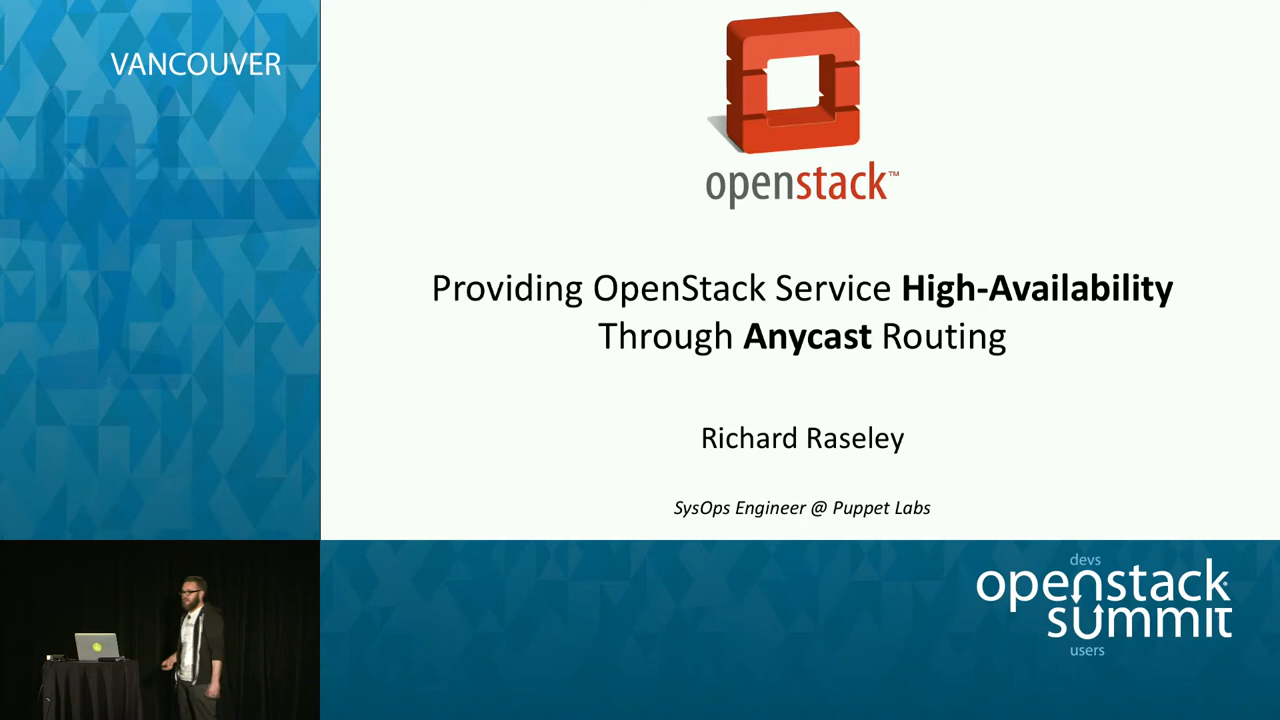 VANCOUVER
openstack™
Providing OpenStack Service High-Availability
Through Anycast Routing
Richard Raseley
SysOps Engineer @ Puppet Labs
devs
openstack
summit
users